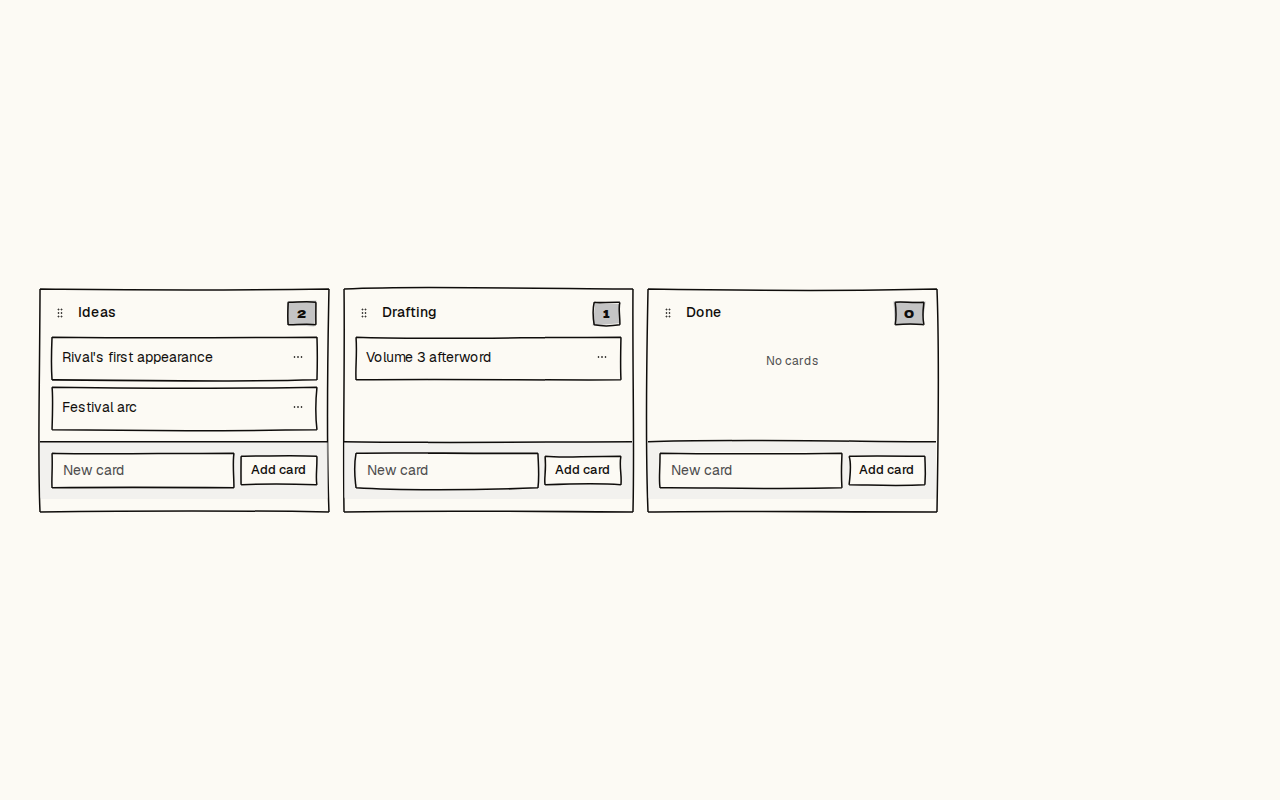 Ideas
2
Rival's first appearance
Festival arc
New card
Add card
Drafting
1
Volume 3 afterword
New card
Add card
Done
0
No cards
New card
Add card